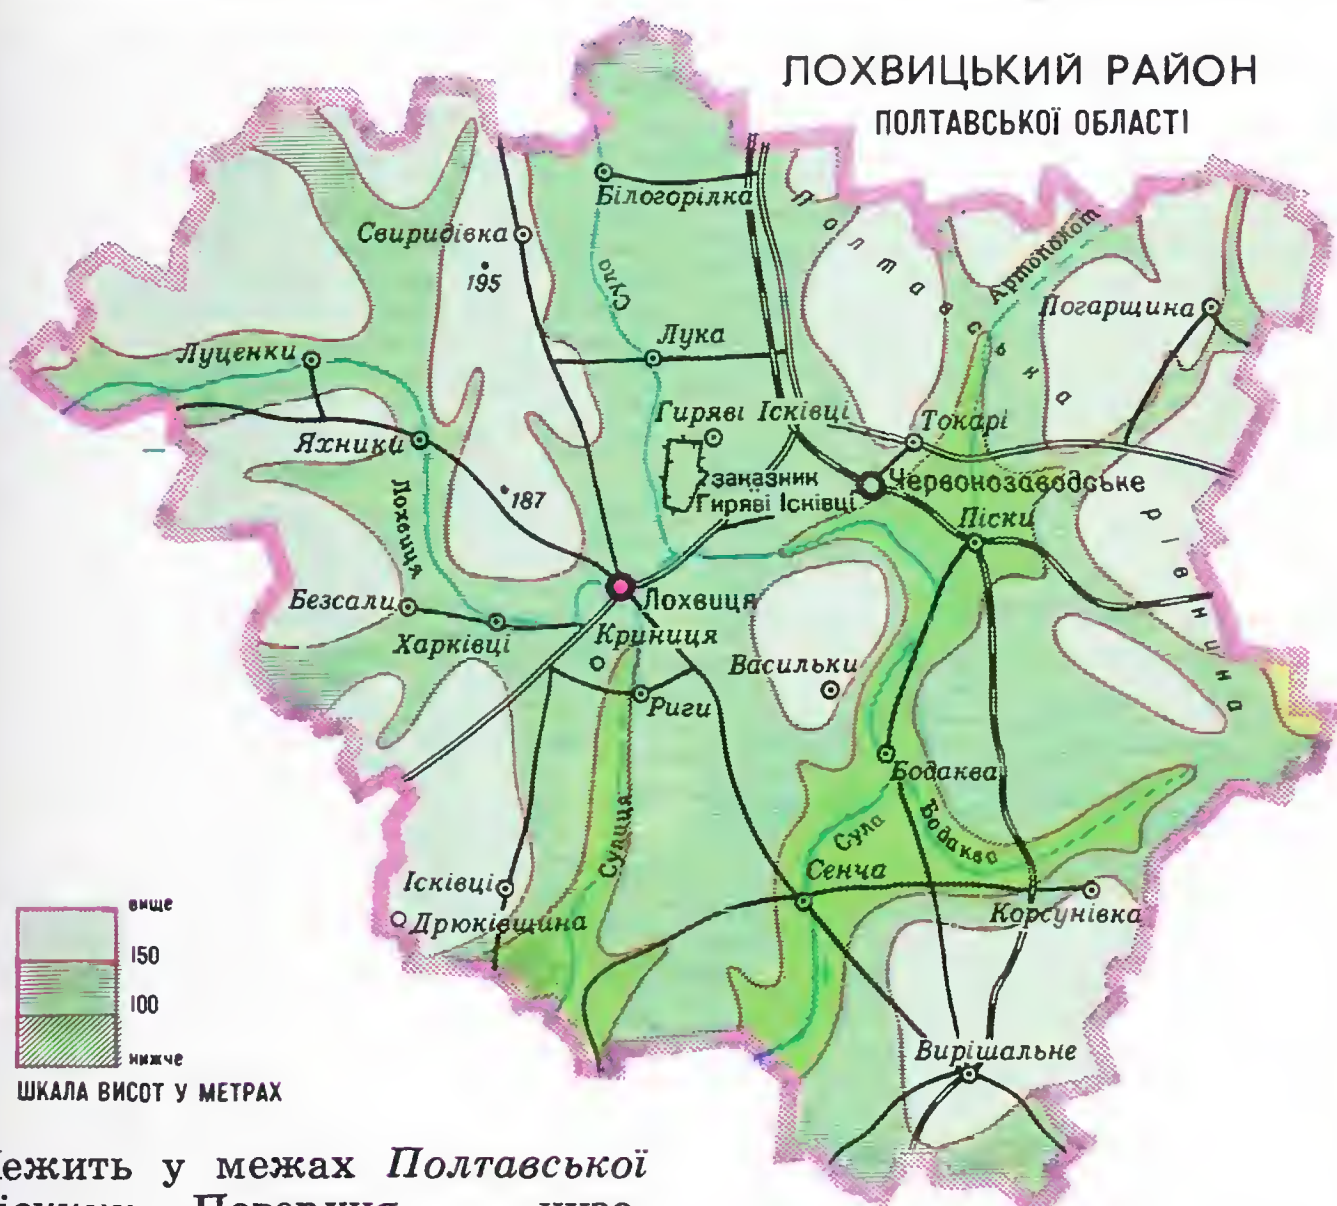 ЛОХВИЦЬКИЙ РАЙОН
ПОЛТАВСЬКОЇ ОБЛАСТІ
Білогорілка
Свиридівка
195
Сула
Полтавська рівнина
Артополот
Погарщина
Луценки
Лука
Гиряві Ісківці
Токарі
Яхники
заказник
Гиряві Ісківці
Червонозаводське
187
Лохвиця
Піски
Безсали
Лохвиця
Харківці
Криниця
Васильки
Риги
Бодаква
Сулиця
Сула
Бодаква
Сенча
Ісківці
Дрюківщина
Корсунівка
Вирішальне
вище
150
100
нижче
ШКАЛА ВИСОТ У МЕТРАХ
ежить у межах Полтавської